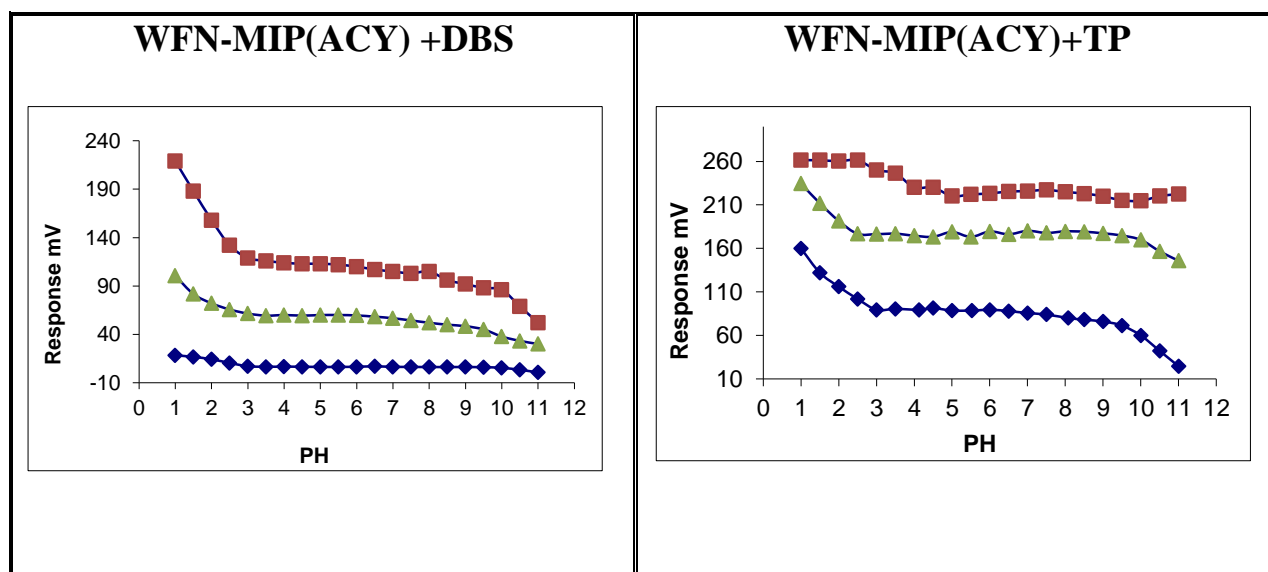 WFN-MIP(ACY) +DBS
240
190
140
90
40
-10
Response mV
0 1 2 3 4 5 6 7 8 9 10 11 12
PH
WFN-MIP(ACY)+TP
260
210
160
110
60
10
Response mV
0 1 2 3 4 5 6 7 8 9 10 11 12
PH